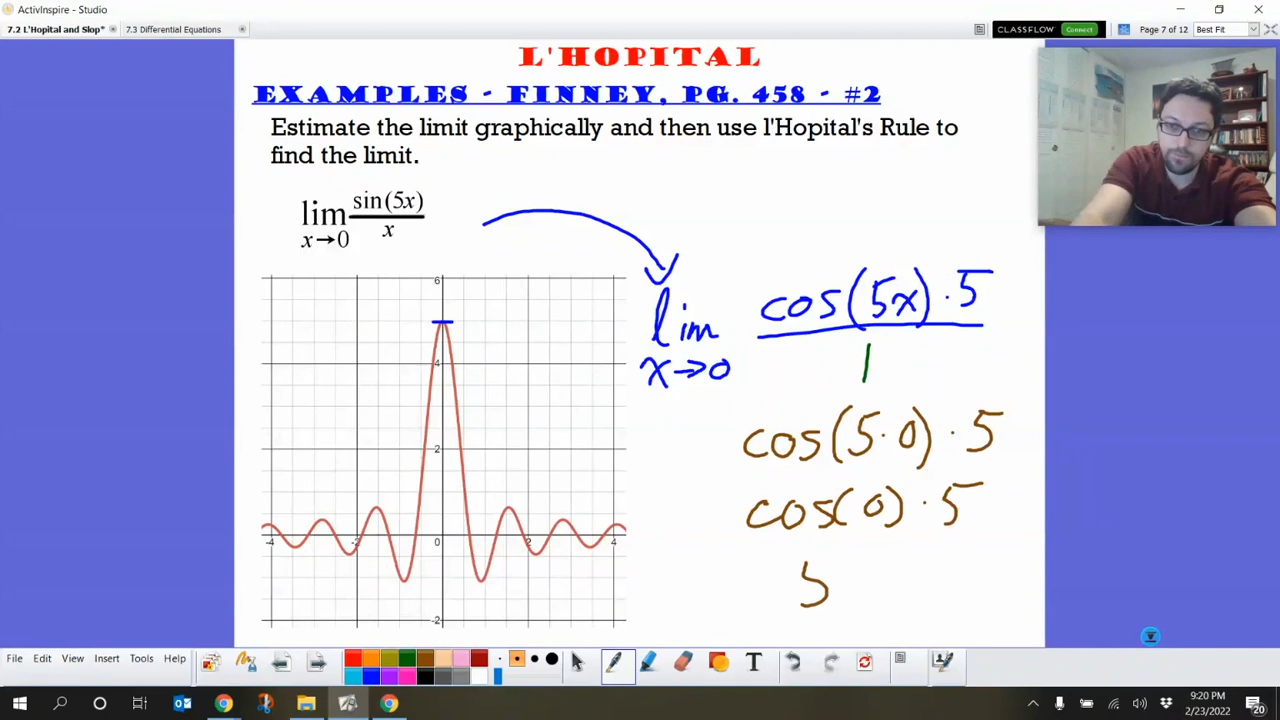 ActivInspire - Studio
7.2 L'Hopital and Slop* 7.3 Differential Equations
CLASSFLOW Connect Page 7 of 12 Best Fit
L'HOPITAL
EXAMPLES - FINNEY, PG. 458 - #2
Estimate the limit graphically and then use l'Hopital's Rule to
find the limit.
lim x→0 sin(5x)/x
lim x→0 cos(5x)·5
1
cos(5·0)·5
cos(0)·5
5
6
4
2
-4 -2 0 2 4
-2
File Edit View Insert Tools Help
9:20 PM
2/23/2022
20